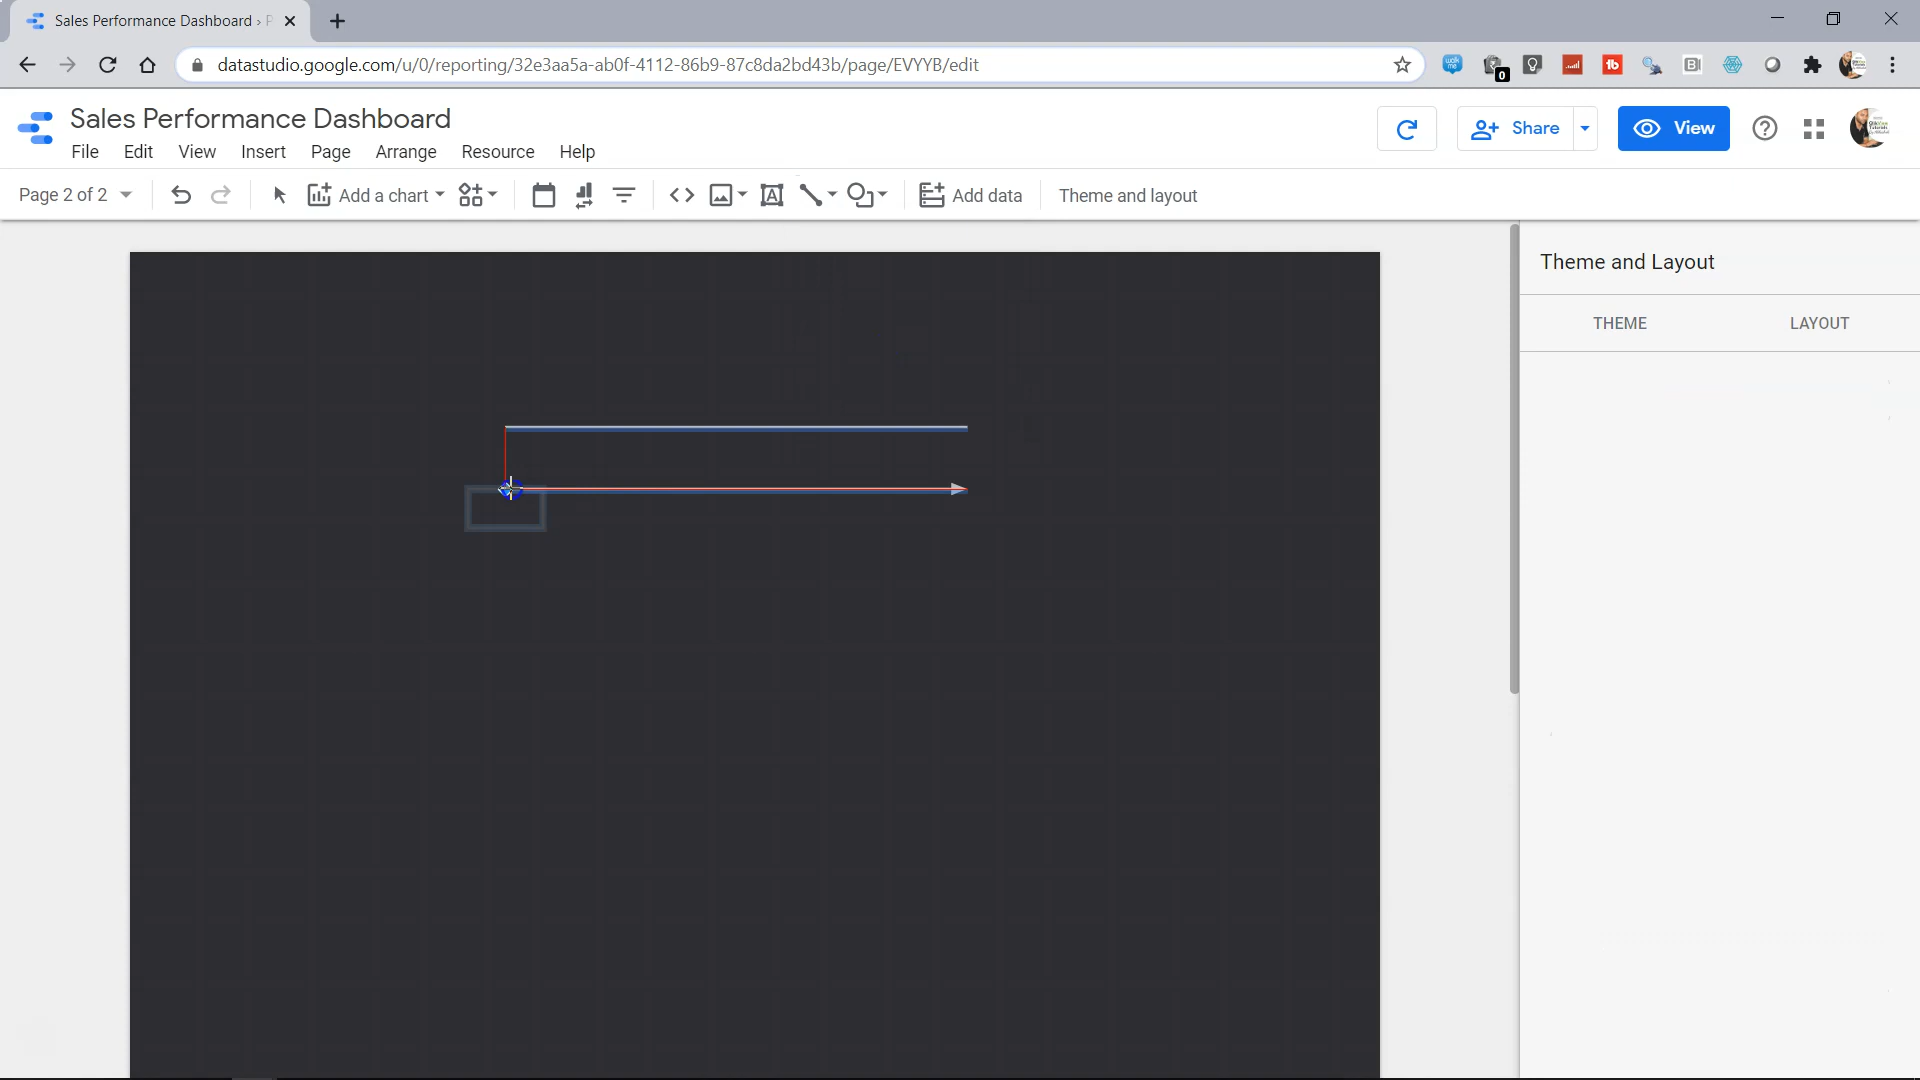 Sales Performance Dashboard › P
datastudio.google.com/u/0/reporting/32e3aa5a-ab0f-4112-86b9-87c8da2bd43b/page/EVYYB/edit
0
Sales Performance Dashboard
File Edit View Insert Page Arrange Resource Help
Share View
Page 2 of 2 Add a chart Add data Theme and layout
Theme and Layout
THEME LAYOUT